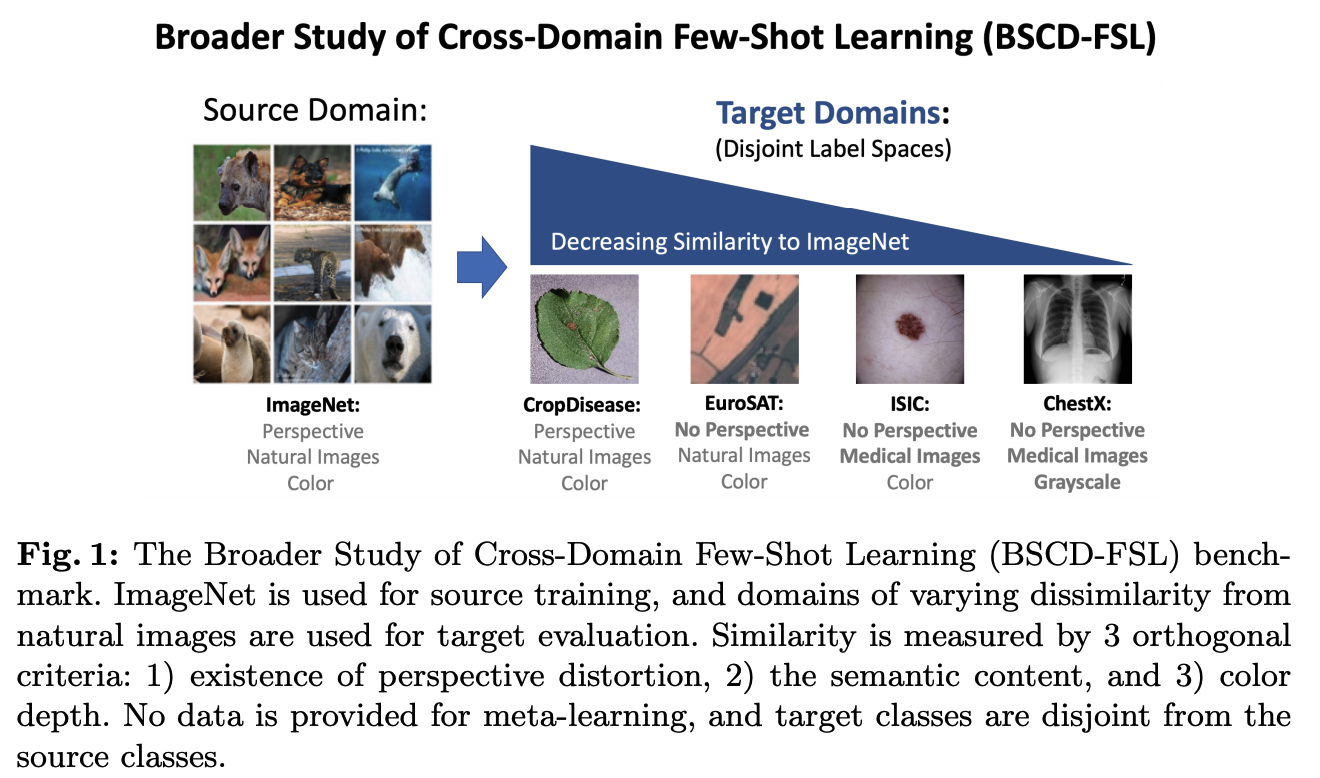 Broader Study of Cross-Domain Few-Shot Learning (BSCD-FSL)
Source Domain:
Target Domains:
(Disjoint Label Spaces)
Decreasing Similarity to ImageNet
ImageNet:
Perspective
Natural Images
Color
CropDisease:
Perspective
Natural Images
Color
EuroSAT:
No Perspective
Natural Images
Color
ISIC:
No Perspective
Medical Images
Color
ChestX:
No Perspective
Medical Images
Grayscale
Fig. 1: The Broader Study of Cross-Domain Few-Shot Learning (BSCD-FSL) bench-
mark. ImageNet is used for source training, and domains of varying dissimilarity from
natural images are used for target evaluation. Similarity is measured by 3 orthogonal
criteria: 1) existence of perspective distortion, 2) the semantic content, and 3) color
depth. No data is provided for meta-learning, and target classes are disjoint from the
source classes.